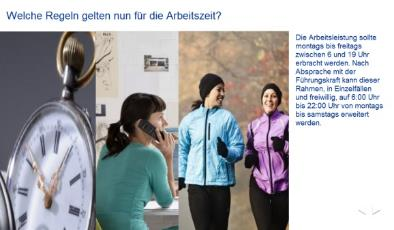 Welche Regeln gelten nun für die Arbeitszeit?
Die Arbeitsleistung sollte
montags bis freitags
zwischen 6 und 19 Uhr
erbracht werden. Nach
Absprache mit der
Führungskraft kann dieser
Rahmen, in Einzelfällen
und freiwillig, auf 6:00 Uhr
bis 22:00 Uhr von montags
bis samstags erweitert
werden.